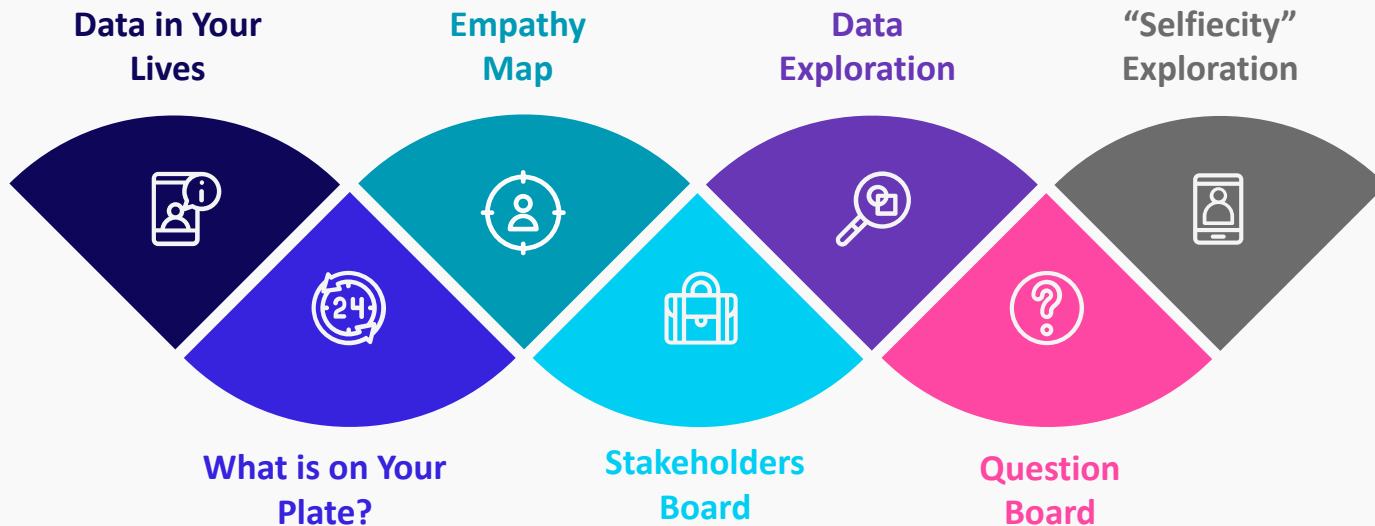 Data in Your
Lives
Empathy
Map
Data
Exploration
“Selfiecity”
Exploration
i
24
?
What is on Your
Plate?
Stakeholders
Board
Question
Board